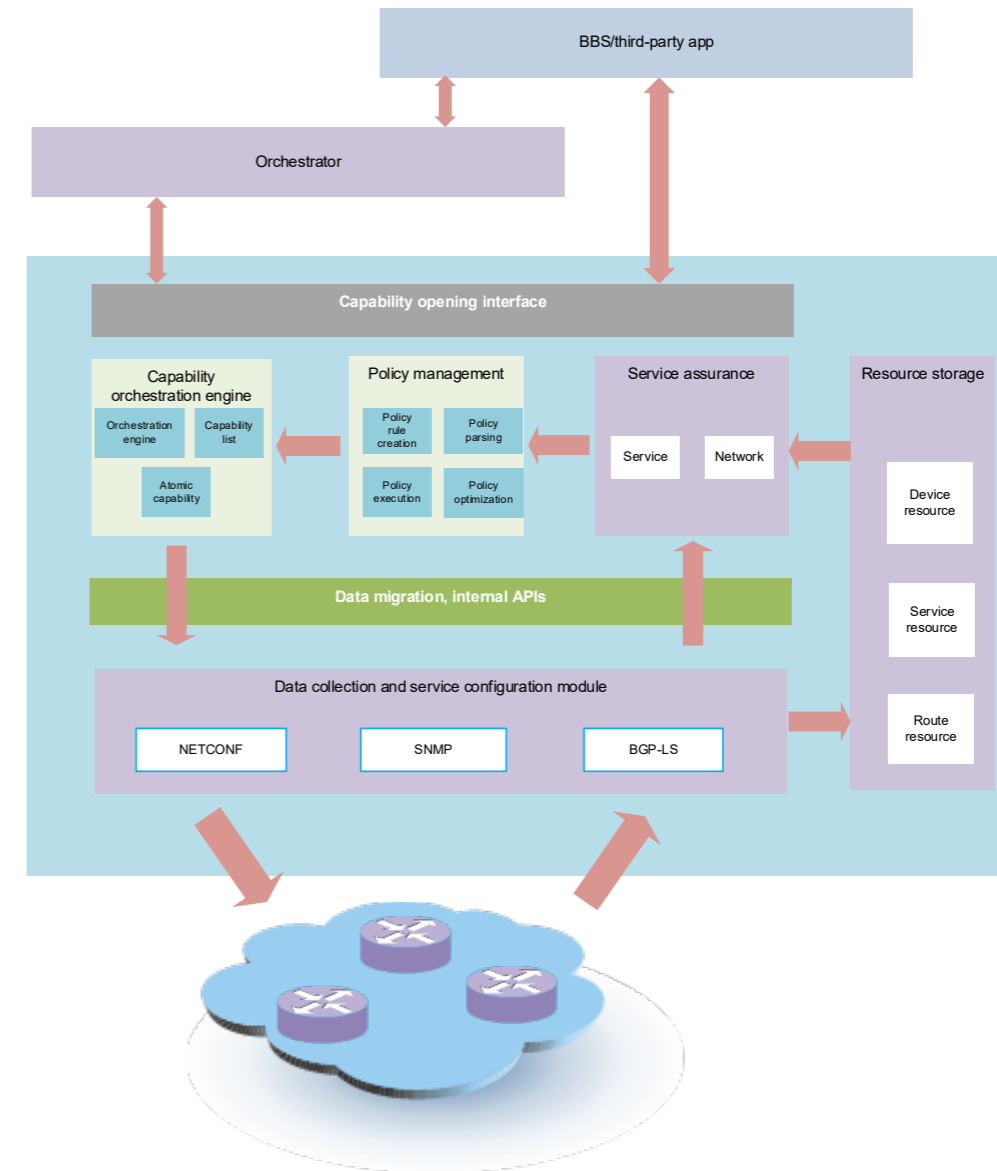 BBS/third-party app
Orchestrator
Capability opening interface
Capability
orchestration engine
Orchestration
engine
Capability
list
Atomic
capability
Policy management
Policy
rule
creation
Policy
parsing
Policy
execution
Policy
optimization
Service assurance
Service
Network
Resource storage
Device
resource
Service
resource
Route
resource
Data migration, internal APIs
Data collection and service configuration module
NETCONF
SNMP
BGP-LS